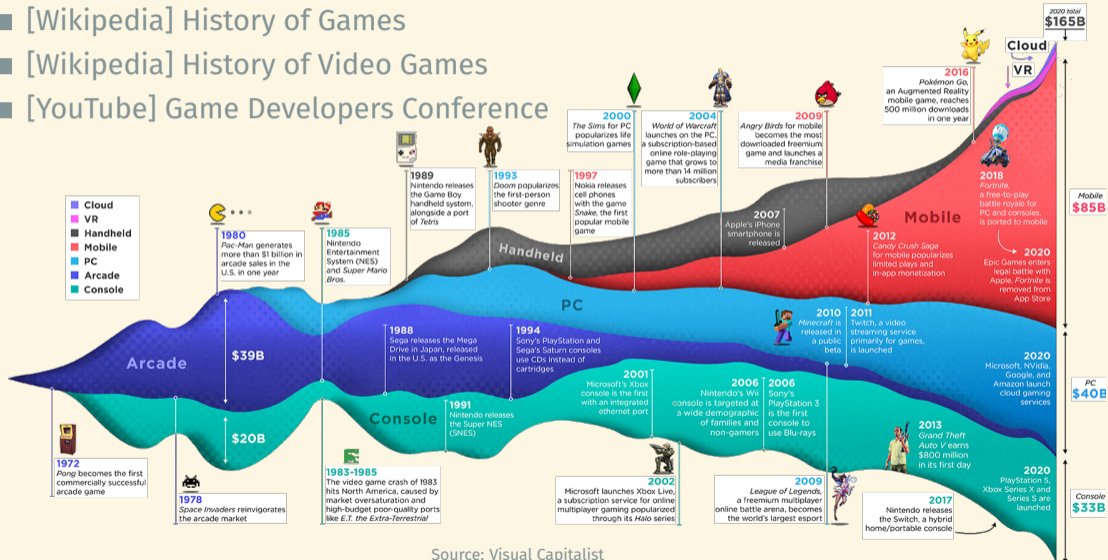 [Wikipedia] History of Games
[Wikipedia] History of Video Games
[YouTube] Game Developers Conference
2020 total
$165B
Cloud
VR
2016
Pokémon Go,
an Augmented Reality
mobile game, reaches
500 million downloads
in one year
2000
The Sims for PC
popularizes life
simulation games
2004
World of Warcraft
launches on the PC,
a subscription-based
online role-playing
game that grows to
more than 14 million
subscribers
2009
Angry Birds for mobile
becomes the most
downloaded freemium
game and launches a
media franchise
1989
Nintendo releases
the Game Boy
handheld system,
alongside a port
of Tetris
1993
Doom popularizes
the first-person
shooter genre
1997
Nokia releases
cell phones
with the game
Snake, the first
popular mobile
game
2018
Fortnite,
a free-to-play
battle royale for
PC and consoles,
is ported to mobile
Cloud
VR
Handheld
Mobile
PC
Arcade
Console
1980
Pac-Man generates
more than $1 billion in
arcade sales in the
U.S. in one year
1985
Nintendo
Entertainment
System (NES)
and Super Mario
Bros.
2007
Apple's iPhone
smartphone is
released
Mobile
Mobile
$85B
2012
Candy Crush Saga
for mobile popularizes
limited plays and
in-app monetization
Handheld
2020
Epic Games enters
legal battle with
Apple, Fortnite is
removed from
App Store
PC
2010
Minecraft is
released in
a public
beta
2011
Twitch, a video
streaming service
primarily for games,
is launched
Arcade
$39B
1988
Sega releases the Mega
Drive in Japan, released
in the U.S. as the Genesis
1994
Sony's PlayStation and
Sega's Saturn consoles
use CDs instead of
cartridges
2020
Microsoft, NVidia,
Google, and
Amazon launch
cloud gaming
services
PC
$40B
2001
Microsoft's Xbox
console is the first
with an integrated
ethernet port
2006
Nintendo's Wii
console is targeted at
a wide demographic
of families and
non-gamers
2006
Sony's
PlayStation 3
is the first
console to
use Blu-rays
Console
1991
Nintendo releases
the Super NES
(SNES)
$20B
2013
Grand Theft
Auto V earns
$800 million
in its first day
1972
Pong becomes the first
commercially successful
arcade game
1978
Space Invaders reinvigorates
the arcade market
1983-1985
The video game crash of 1983
hits North America, caused by
market oversaturation and
high-budget poor-quality ports
like E.T. the Extra-Terrestrial
2002
Microsoft launches Xbox Live,
a subscription service for online
multiplayer gaming popularized
through its Halo series
2009
League of Legends,
a freemium multiplayer
online battle arena, becomes
the world's largest esport
2017
Nintendo releases
the Switch, a hybrid
home/portable console
2020
PlayStation 5,
Xbox Series X and
Series S are
launched
Console
$33B
Source: Visual Capitalist